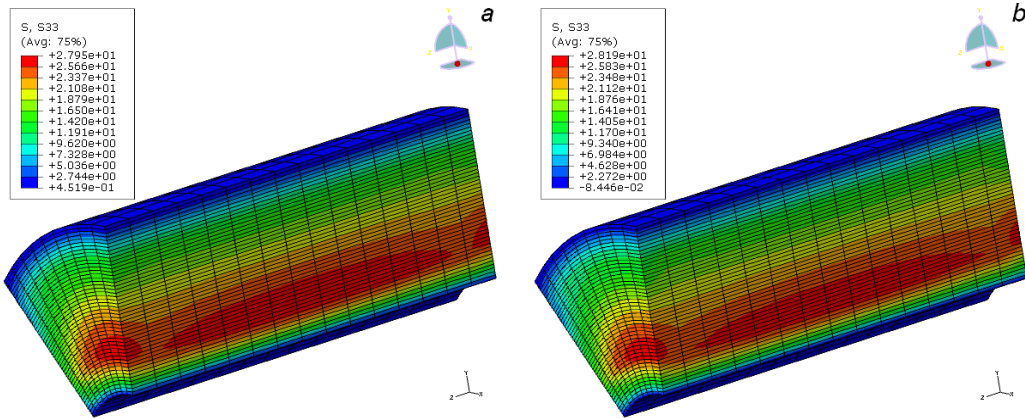 a
S, S33
(Avg: 75%)
+2.795e+01
+2.566e+01
+2.337e+01
+2.108e+01
+1.879e+01
+1.650e+01
+1.420e+01
+1.191e+01
+9.620e+00
+7.328e+00
+5.036e+00
+2.744e+00
+4.519e-01
Y
Z
X
Y
Z
X
b
S, S33
(Avg: 75%)
+2.819e+01
+2.583e+01
+2.348e+01
+2.112e+01
+1.876e+01
+1.641e+01
+1.405e+01
+1.170e+01
+9.340e+00
+6.984e+00
+4.628e+00
+2.272e+00
-8.446e-02
Y
Z
X
Y
Z
X